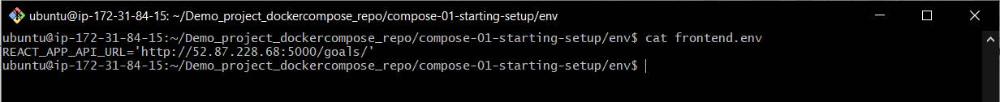 ubuntu@ip-172-31-84-15: ~/Demo_project_dockercompose_repo/compose-01-starting-setup/env
ubuntu@ip-172-31-84-15:~/Demo_project_dockercompose_repo/compose-01-starting-setup/env$ cat frontend.env
REACT_APP_API_URL='http://52.87.228.68:5000/goals/'
ubuntu@ip-172-31-84-15:~/Demo_project_dockercompose_repo/compose-01-starting-setup/env$